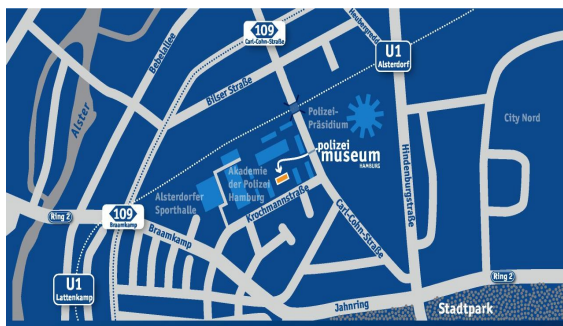 109
Carl-Cohn-Straße
U1
Alsterdorf
Bebelallee
Bilser Straße
Alster
Polizei-
Präsidium
City Nord
polizei
museum
HAMBURG
Akademie
der Polizei
Hamburg
Alsterdorfer
Sporthalle
Hindenburgstraße
Krochmannstraße
Carl-Cohn-Straße
Ring 2
109
Braamkamp
Braamkamp
U1
Lattenkamp
Ring 2
Jahnring
Stadtpark